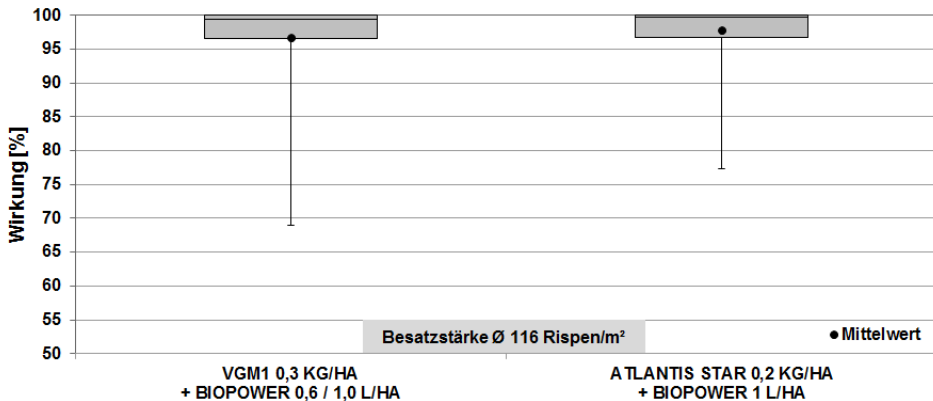 100
95
90
85
80
75
70
65
60
55
50
Wirkung [%]
Besatzstärke Ø 116 Rispen/m²
Mittelwert
VGM1 0,3 KG/HA
+ BIOPOWER 0,6 / 1,0 L/HA
ATLANTIS STAR 0,2 KG/HA
+ BIOPOWER 1 L/HA